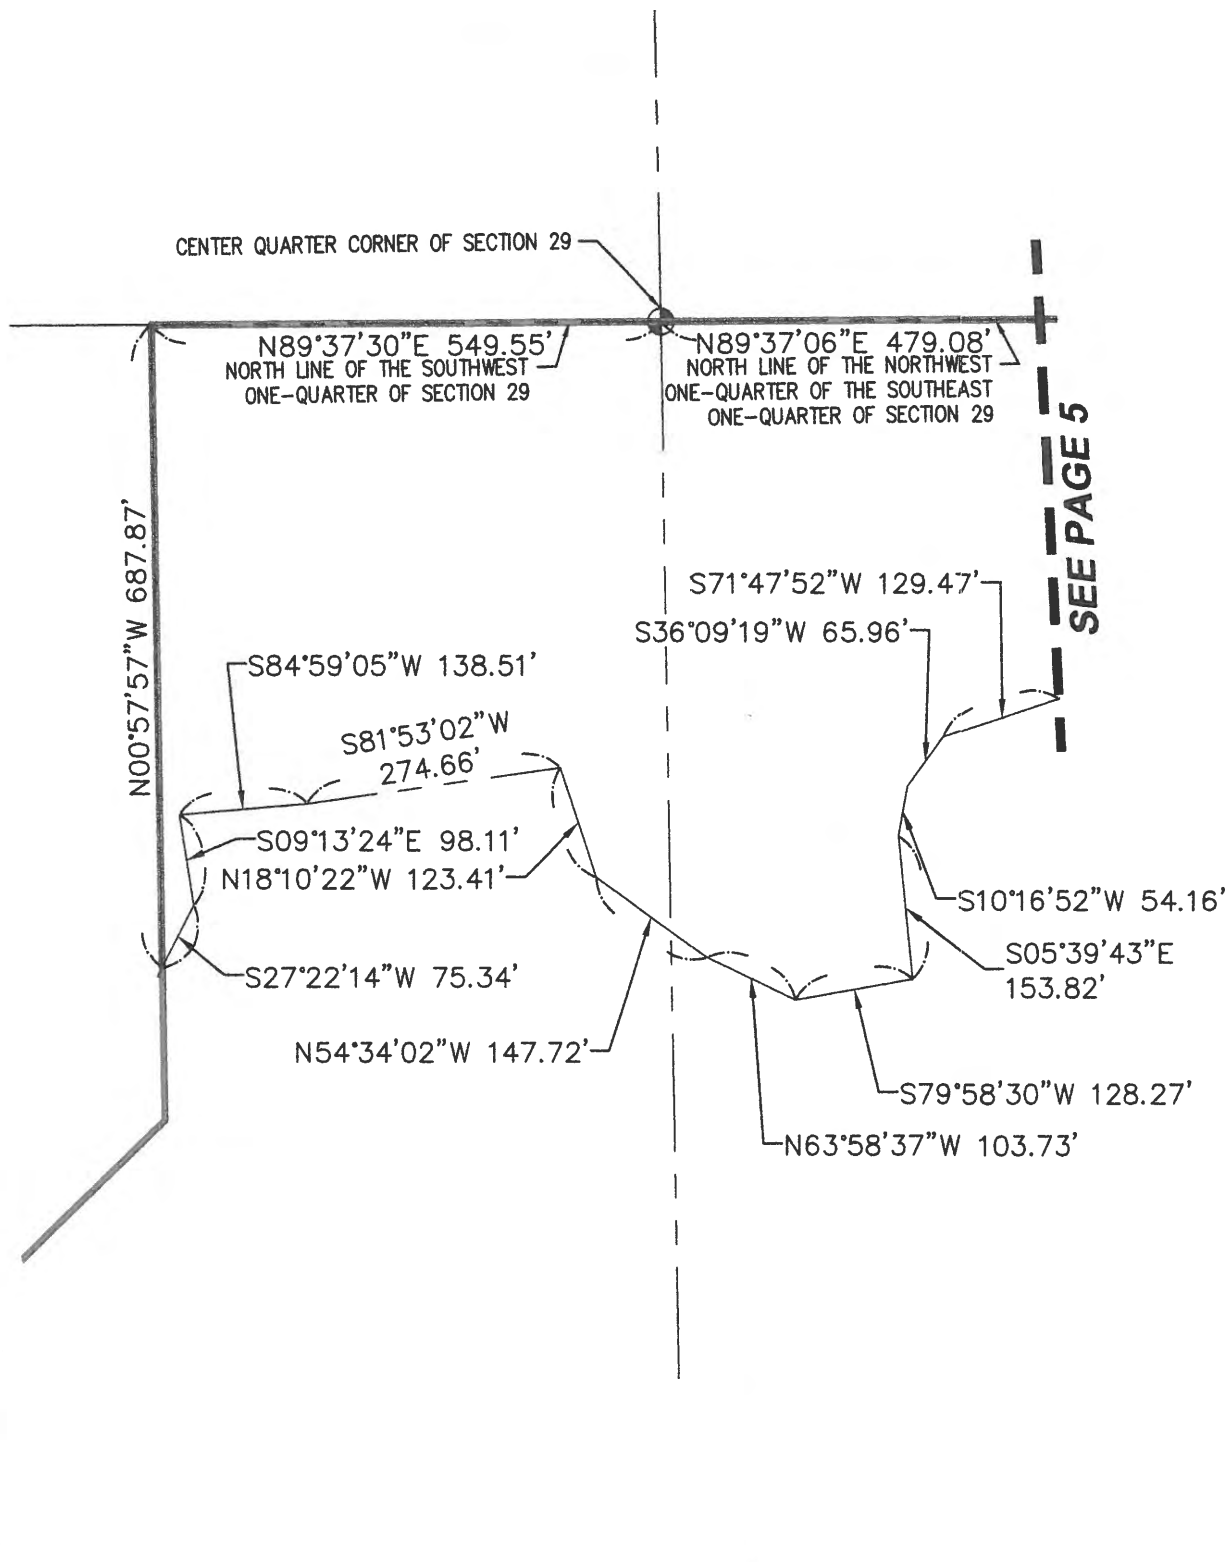 CENTER QUARTER CORNER OF SECTION 29
N89°37'30"E 549.55'
NORTH LINE OF THE SOUTHWEST
ONE-QUARTER OF SECTION 29
N89°37'06"E 479.08'
NORTH LINE OF THE NORTHWEST
ONE-QUARTER OF THE SOUTHEAST
ONE-QUARTER OF SECTION 29
SEE PAGE 5
N00°57'57"W 687.87'
S71°47'52"W 129.47'
S36°09'19"W 65.96'
S84°59'05"W 138.51'
S81°53'02"W
274.66'
S09°13'24"E 98.11'
N18°10'22"W 123.41'
S10°16'52"W 54.16'
S05°39'43"E
153.82'
S27°22'14"W 75.34'
N54°34'02"W 147.72'
S79°58'30"W 128.27'
N63°58'37"W 103.73'